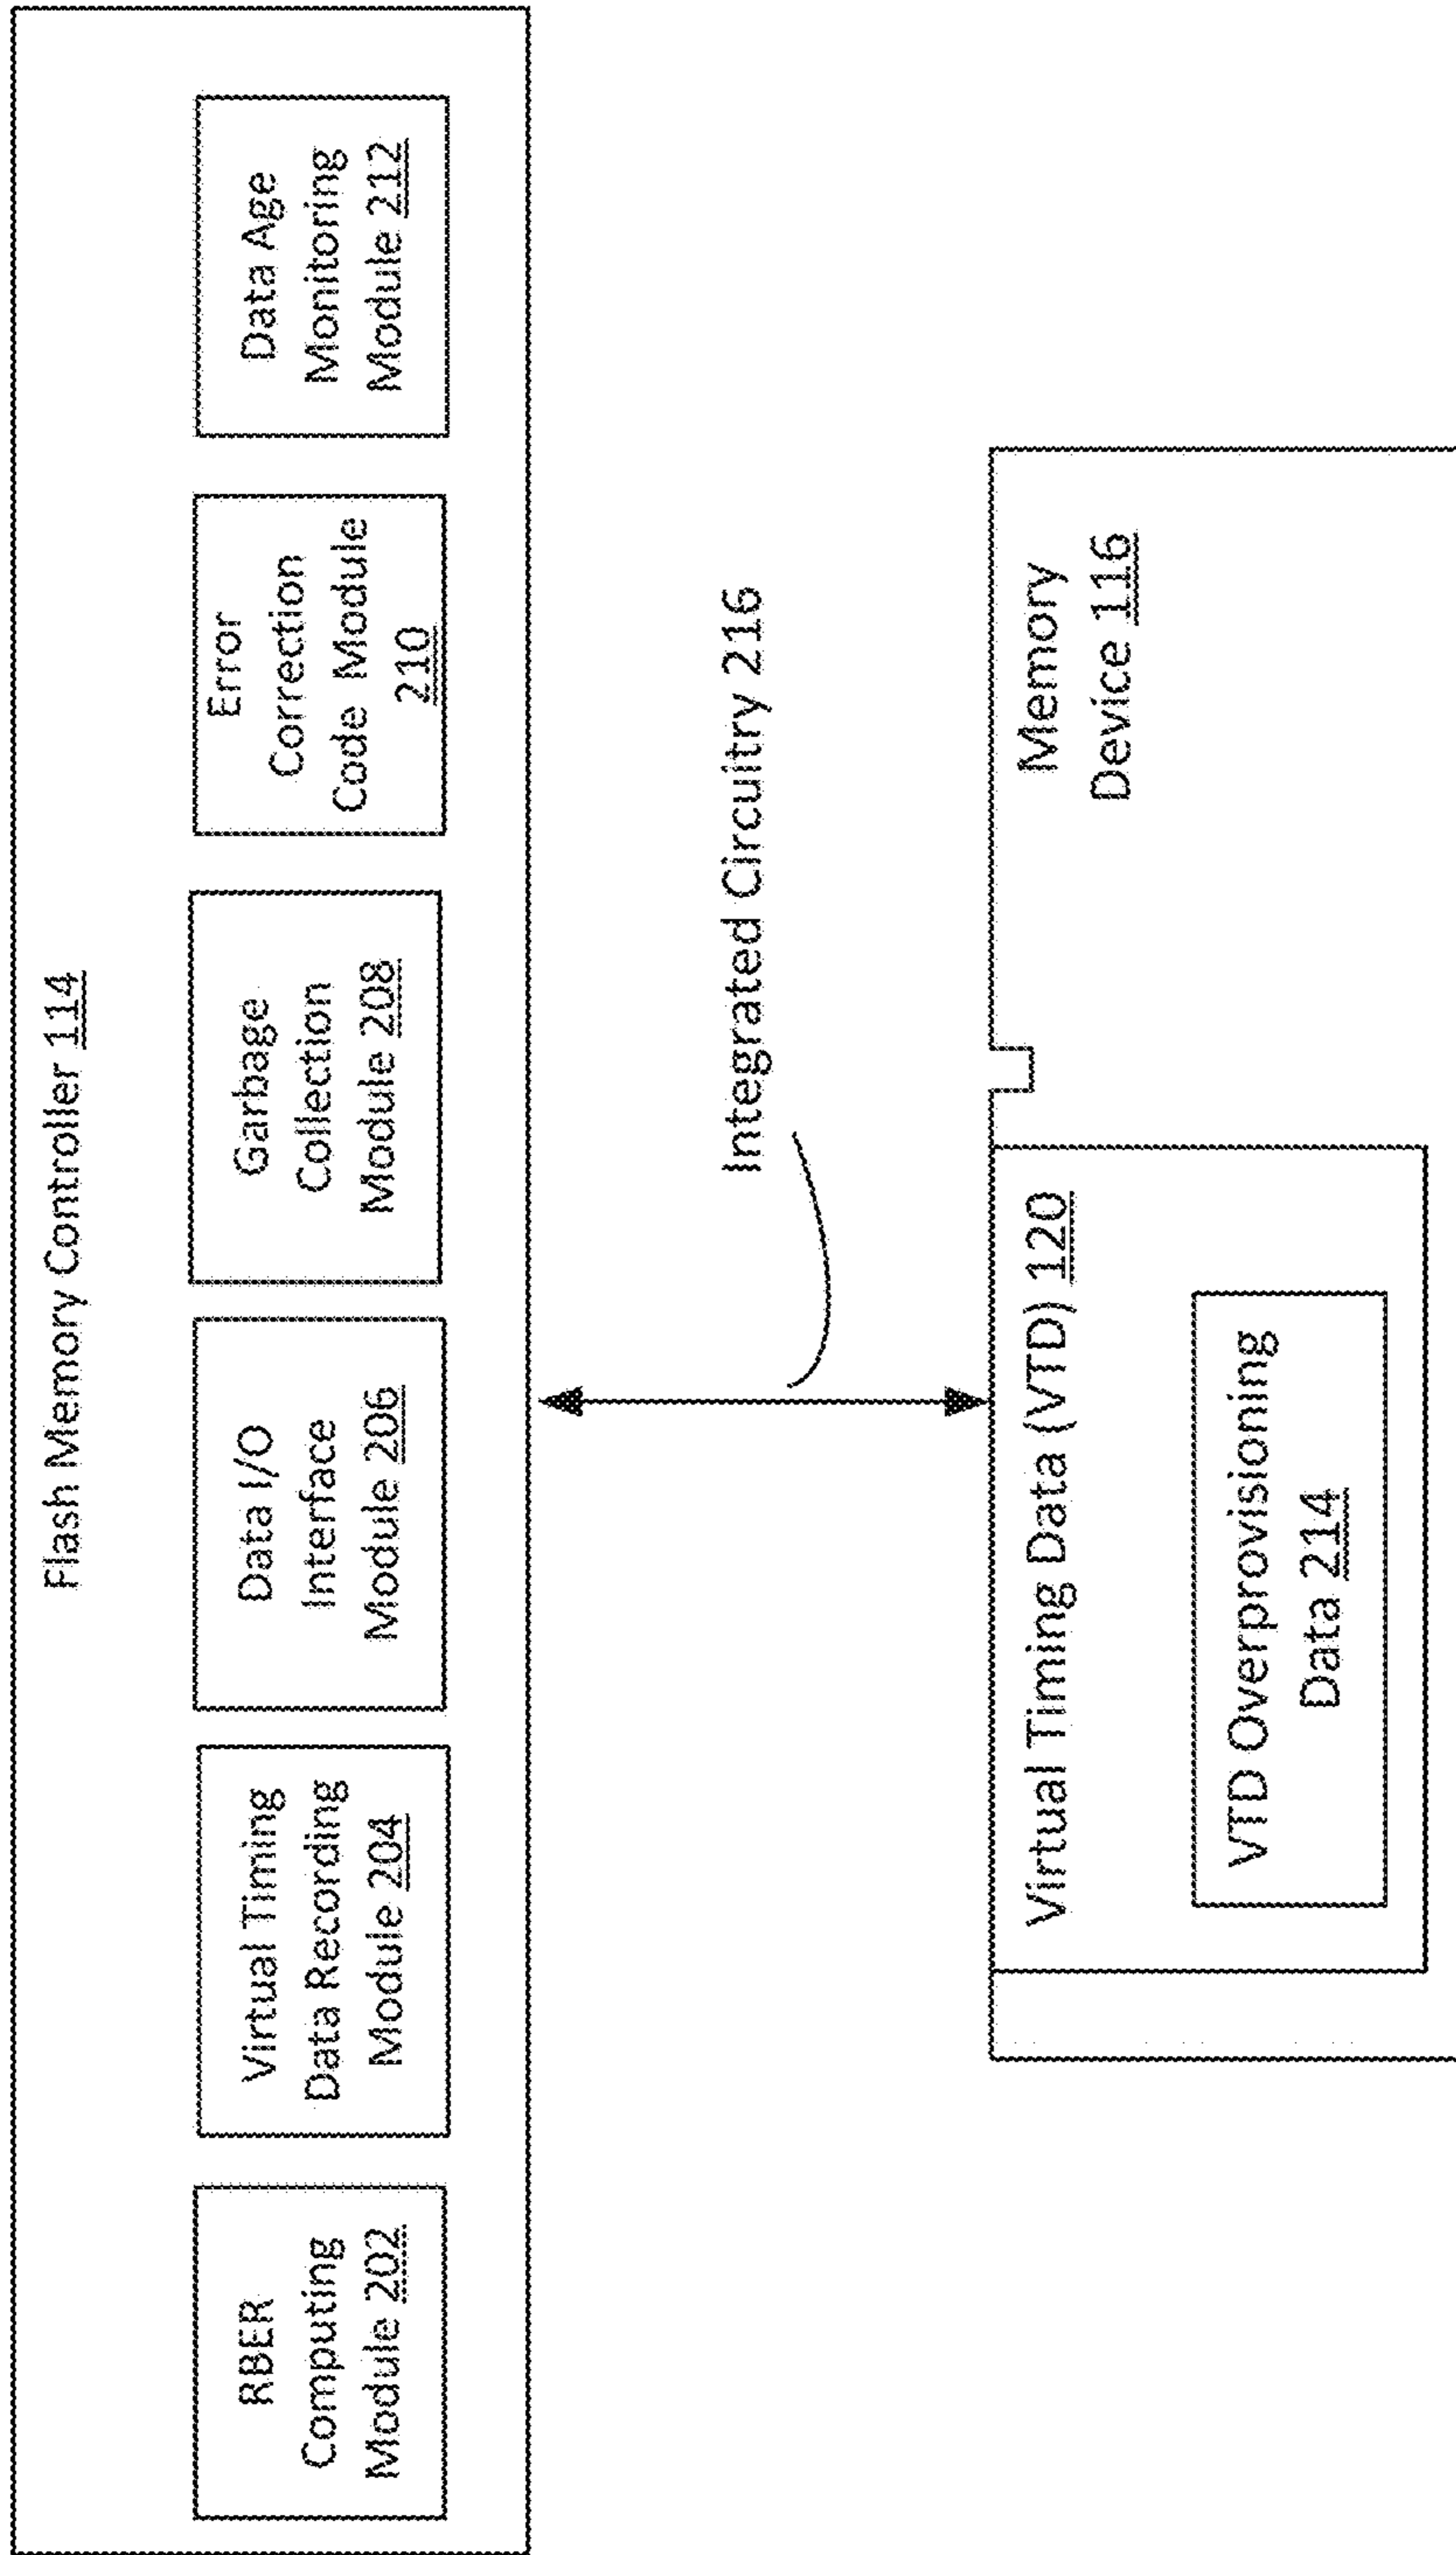 Flash Memory Controller 114
RBER
Computing
Module 202
Virtual Timing
Data Recording
Module 204
Data I/O
Interface
Module 206
Garbage
Collection
Module 208
Error
Correction
Code Module
210
Data Age
Monitoring
Module 212
Integrated Circuitry 216
Virtual Timing Data (VTD) 120
VTD Overprovisioning
Data 214
Memory
Device 116